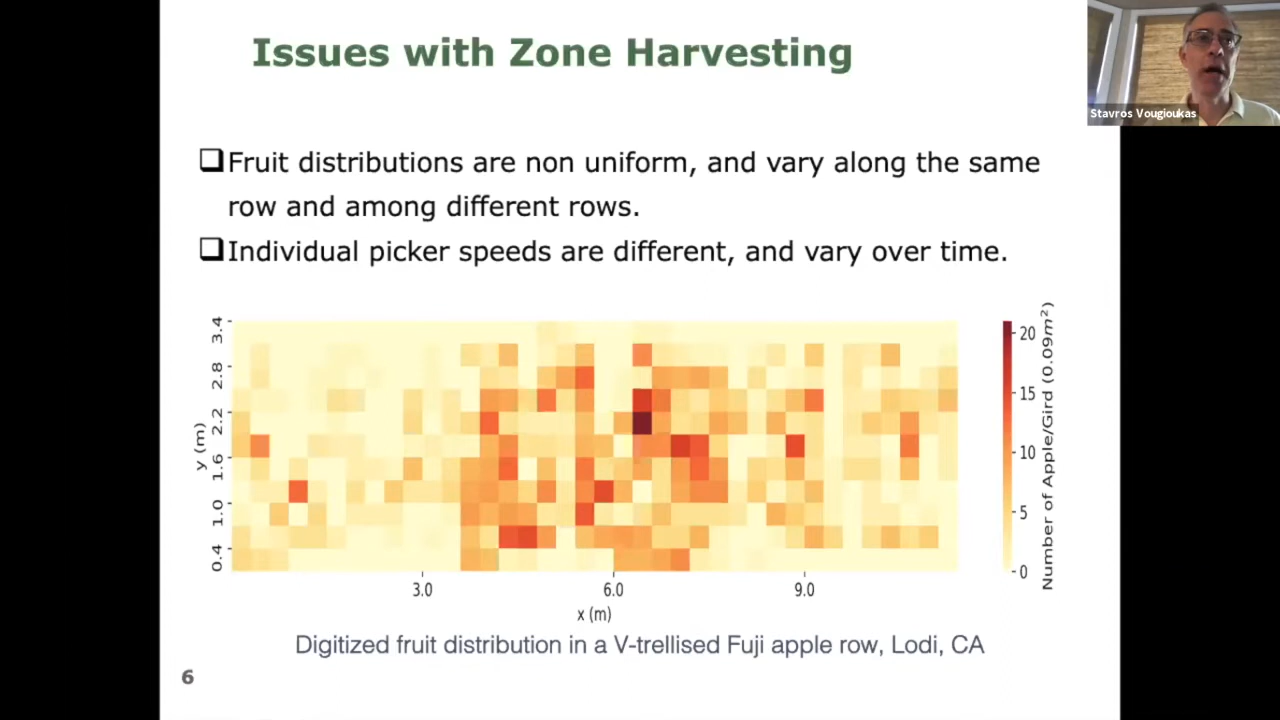 Issues with Zone Harvesting
Stavros Vougioukas
❑Fruit distributions are non uniform, and vary along the same
row and among different rows.
❑Individual picker speeds are different, and vary over time.
3.4
2.8
2.2
1.6
1.0
0.4
y (m)
3.0
6.0
9.0
x (m)
20
15
10
5
0
Number of Apple/Gird (0.09m²)
Digitized fruit distribution in a V-trellised Fuji apple row, Lodi, CA
6